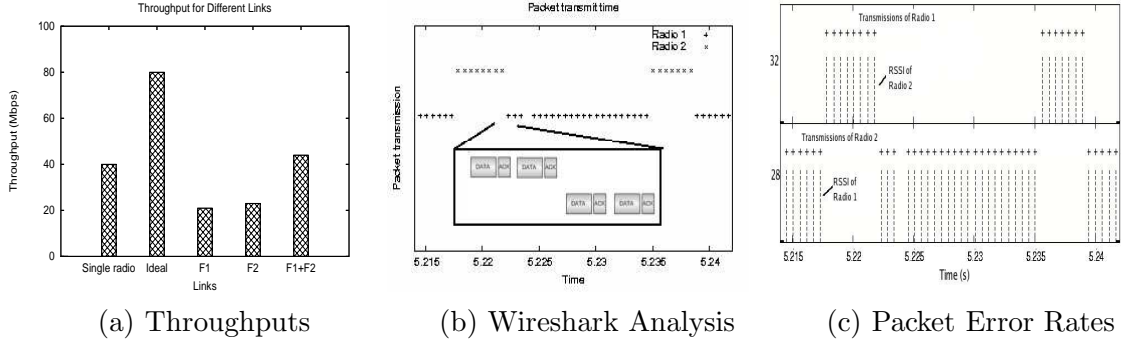 Throughput for Different Links
Throughput (Mbps)
100
80
60
40
20
0
Single radio Ideal F1 F2 F1+F2
Links
(a) Throughputs
Packet transmit time
Radio 1 +
Radio 2 ×
Packet transmission
DATA ACK DATA ACK
DATA ACK DATA ACK
5.215 5.22 5.225 5.23 5.235 5.24
Time
(b) Wireshark Analysis
Transmissions of Radio 1
32
RSSI of
Radio 2
Transmissions of Radio 2
28
RSSI of
Radio 1
5.215 5.22 5.225 5.23 5.235 5.24
Time (s)
(c) Packet Error Rates